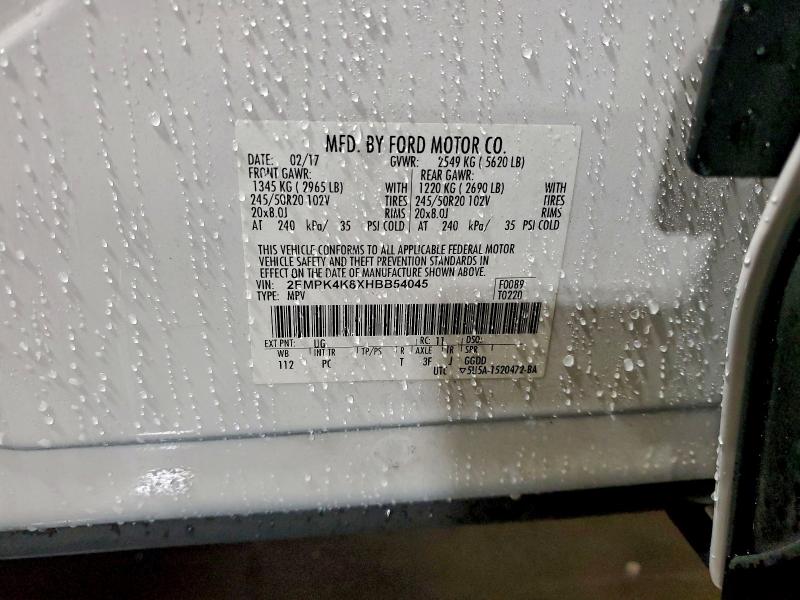 MFD. BY FORD MOTOR CO.
DATE: 02/17 GVWR: 2549 KG ( 5620 LB)
FRONT GAWR: REAR GAWR:
1345 KG ( 2965 LB) WITH 1220 KG ( 2690 LB) WITH
245/50R20 102V TIRES 245/50R20 102V TIRES
20x8.0J RIMS 20x8.0J RIMS
AT 240 kPa/ 35 PSI COLD AT 240 kPa/ 35 PSI COLD
THIS VEHICLE CONFORMS TO ALL APPLICABLE FEDERAL MOTOR
VEHICLE SAFETY AND THEFT PREVENTION STANDARDS IN
EFFECT ON THE DATE OF MANUFACTURE SHOWN ABOVE.
VIN: 2FMPK4K8XHBB54045 F0089
TYPE: MPV T0220
EXT PNT: UG RC: 11 DSO:
WB INT TR TP/PS R AXLE TR SPR
112 PC T 3F J GGDD
UTC ▽5U5A-1520472-BA